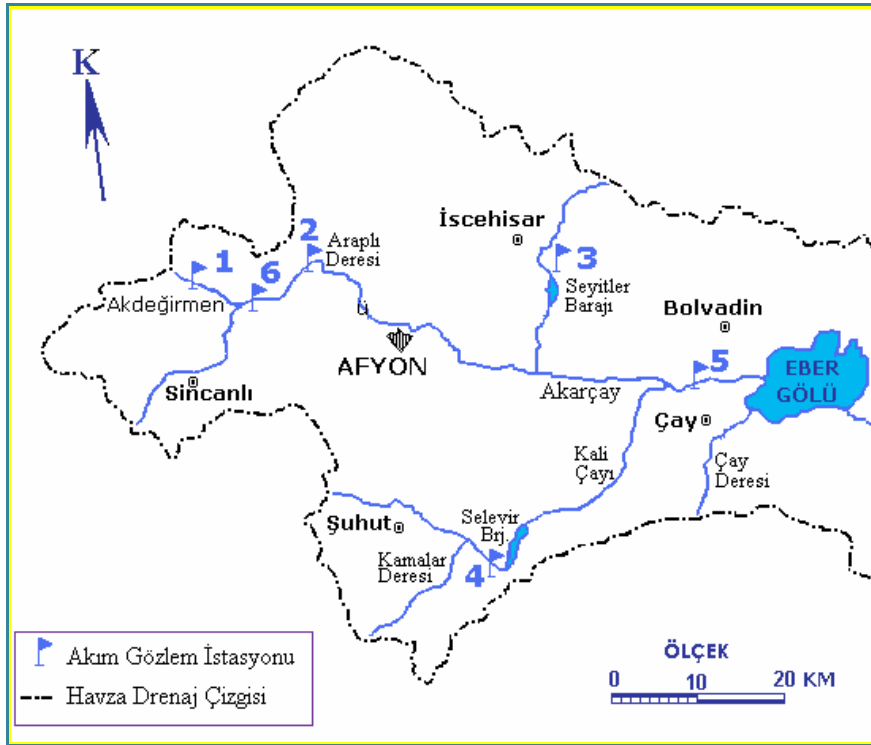 K
İscehisar
2
Araplı
Deresi
1
3
6
Seyitler
Barajı
Akdeğirmen
ü
Bolvadin
AFYON
5
EBER
GÖLÜ
Sincanlı
Akarçay
Çay
Kali
Çayı
Çay
Deresi
Selevir
Brj.
Şuhut
Kamalar
Deresi
4
Akım Gözlem İstasyonu
Havza Drenaj Çizgisi
ÖLÇEK
0 10 20 KM